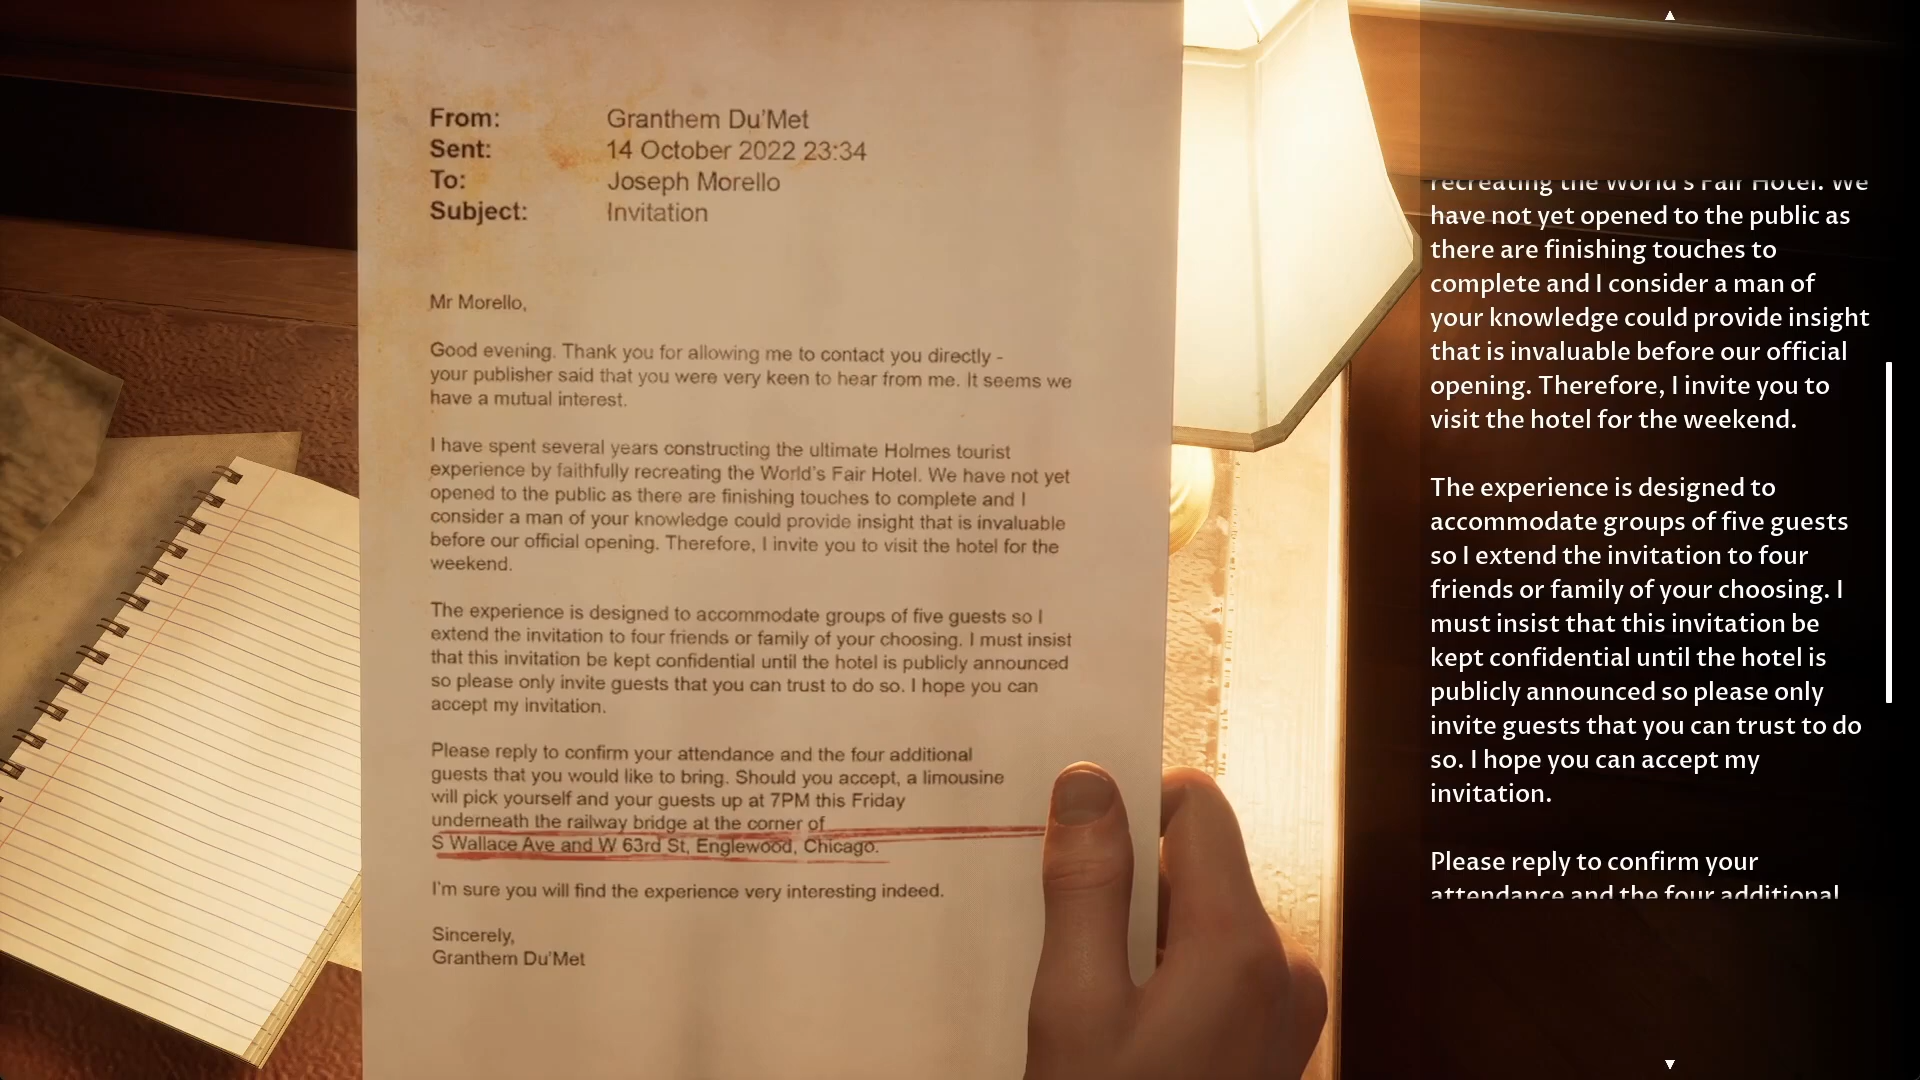 From: Granthem Du'Met
Sent: 14 October 2022 23:34
To: Joseph Morello
Subject: Invitation
Mr Morello,
Good evening. Thank you for allowing me to contact you directly -
your publisher said that you were very keen to hear from me. It seems we
have a mutual interest.
I have spent several years constructing the ultimate Holmes tourist
experience by faithfully recreating the World's Fair Hotel. We have not yet
opened to the public as there are finishing touches to complete and I
consider a man of your knowledge could provide insight that is invaluable
before our official opening. Therefore, I invite you to visit the hotel for the
weekend.
The experience is designed to accommodate groups of five guests so I
extend the invitation to four friends or family of your choosing. I must insist
that this invitation be kept confidential until the hotel is publicly announced
so please only invite guests that you can trust to do so. I hope you can
accept my invitation.
Please reply to confirm your attendance and the four additional
guests that you would like to bring. Should you accept, a limousine
will pick yourself and your guests up at 7PM this Friday
underneath the railway bridge at the corner of
S Wallace Ave and W 63rd St, Englewood, Chicago.
I'm sure you will find the experience very interesting indeed.
Sincerely,
Granthem Du'Met
recreating the World's Fair Hotel. We
have not yet opened to the public as
there are finishing touches to
complete and I consider a man of
your knowledge could provide insight
that is invaluable before our official
opening. Therefore, I invite you to
visit the hotel for the weekend.
The experience is designed to
accommodate groups of five guests
so I extend the invitation to four
friends or family of your choosing. I
must insist that this invitation be
kept confidential until the hotel is
publicly announced so please only
invite guests that you can trust to do
so. I hope you can accept my
invitation.
Please reply to confirm your
attendance and the four additional